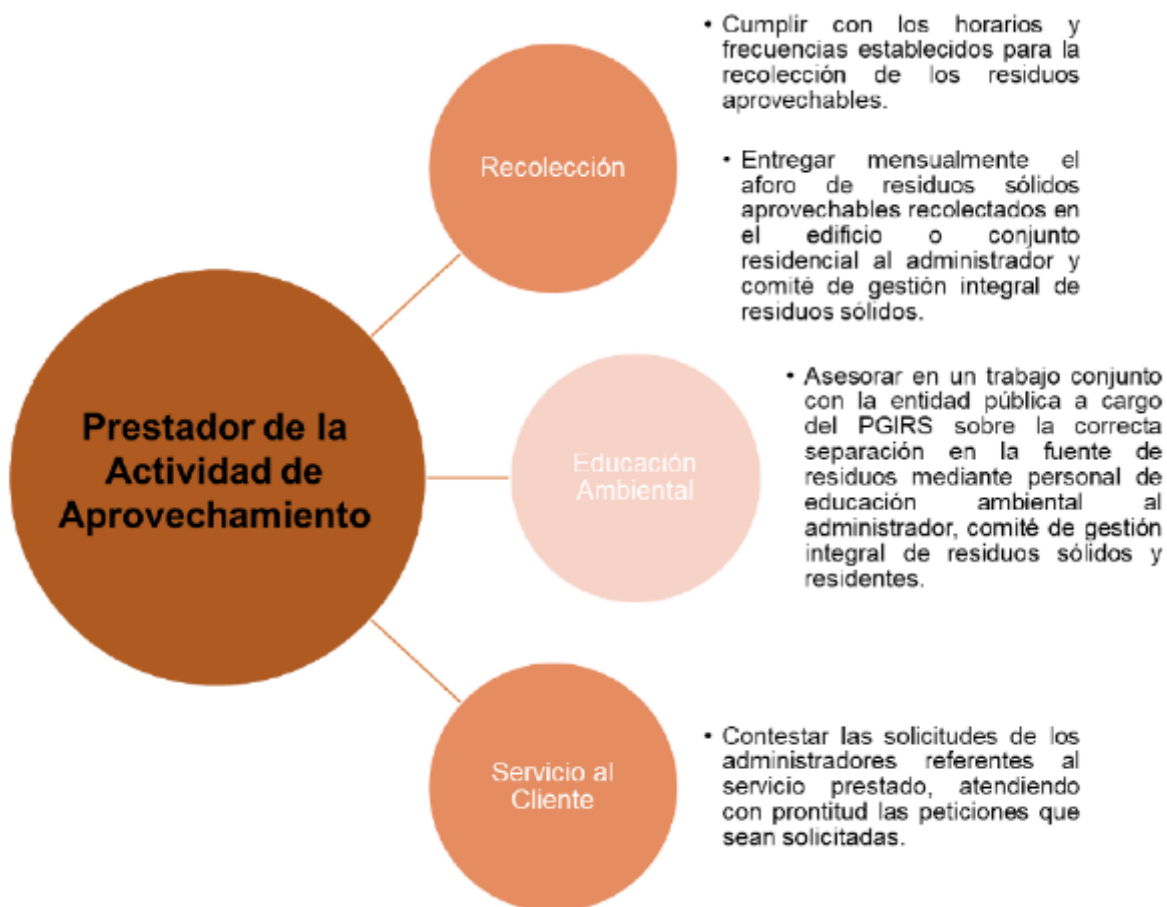 Prestador de la
Actividad de
Aprovechamiento
Recolección
• Cumplir con los horarios y
frecuencias establecidos para la
recolección de los residuos
aprovechables.
• Entregar mensualmente el
aforo de residuos sólidos
aprovechables recolectados en
el edificio o conjunto
residencial al administrador y
comité de gestión integral de
residuos sólidos.
Educación
Ambiental
• Asesorar en un trabajo conjunto
con la entidad pública a cargo
del PGIRS sobre la correcta
separación en la fuente de
residuos mediante personal de
educación ambiental al
administrador, comité de gestión
integral de residuos sólidos y
residentes.
Servicio al
Cliente
• Contestar las solicitudes de los
administradores referentes al
servicio prestado, atendiendo
con prontitud las peticiones que
sean solicitadas.